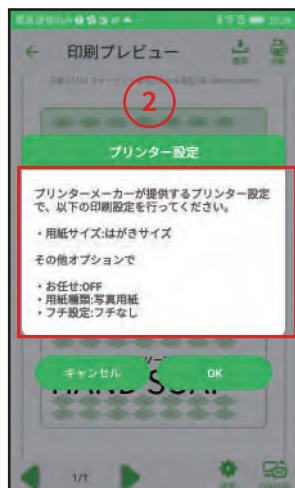 印刷プレビュー
2
プリンター設定
プリンターメーカーが提供するプリンター設定
で、以下の印刷設定を行ってください。
・用紙サイズ:はがきサイズ
その他オプションで
・お任せ:OFF
・用紙種類:写真用紙
・フチ設定:フチなし
キャンセル
OK
1/1